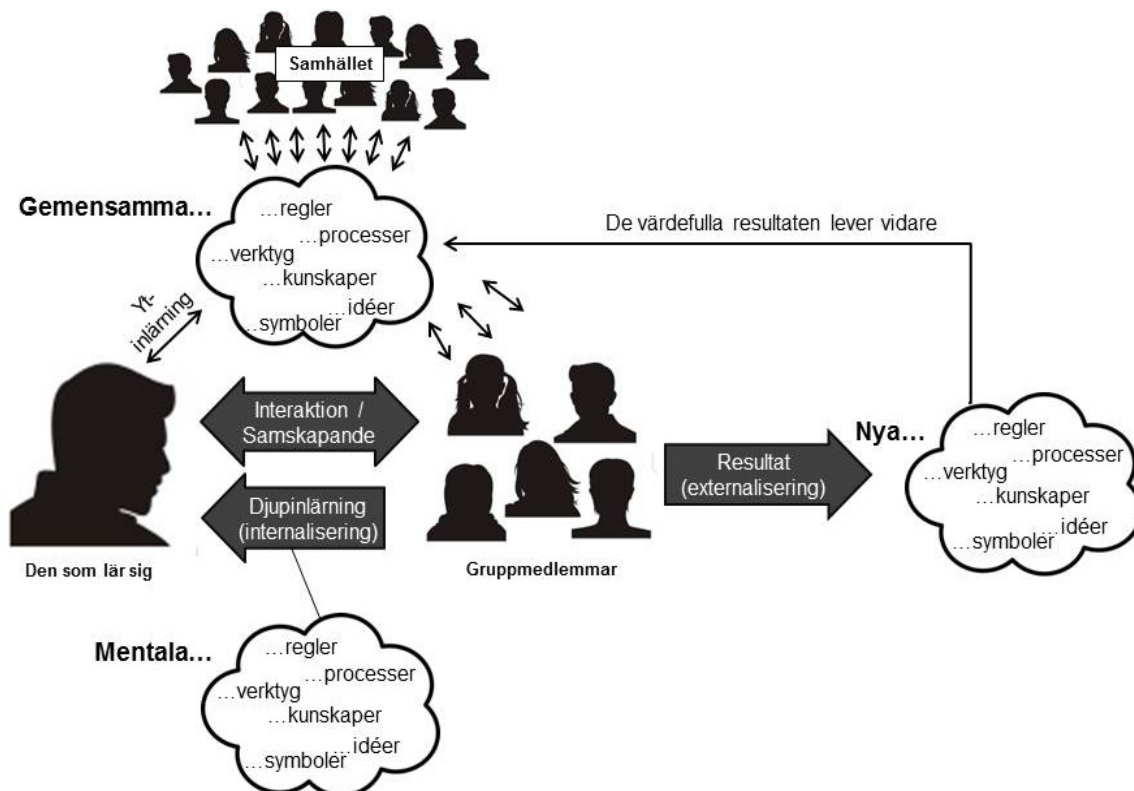 Samhället
Gemensamma…
…regler
…processer
…verktyg
…kunskaper
…idéer
…symboler
De värdefulla resultaten lever vidare
Yt-
inlärning
Interaktion /
Samskapande
Djupinlärning
(internalisering)
Den som lär sig
Gruppmedlemmar
Resultat
(externalisering)
Nya…
…regler
…processer
…verktyg
…kunskaper
…idéer
…symboler
Mentala…
…regler
…processer
…verktyg
…kunskaper
…idéer
…symboler